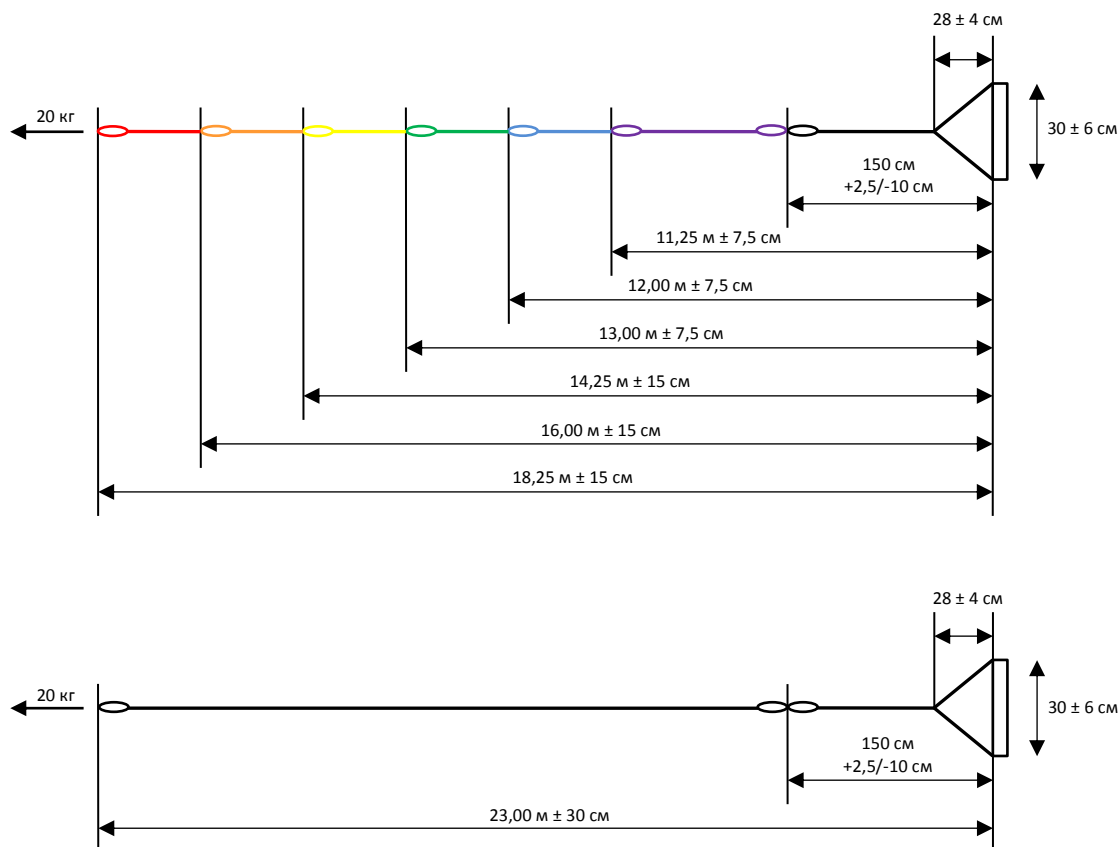 28 ± 4 см
20 кг
30 ± 6 см
150 см
+2,5/-10 см
11,25 м ± 7,5 см
12,00 м ± 7,5 см
13,00 м ± 7,5 см
14,25 м ± 15 см
16,00 м ± 15 см
18,25 м ± 15 см
28 ± 4 см
20 кг
30 ± 6 см
150 см
+2,5/-10 см
23,00 м ± 30 см